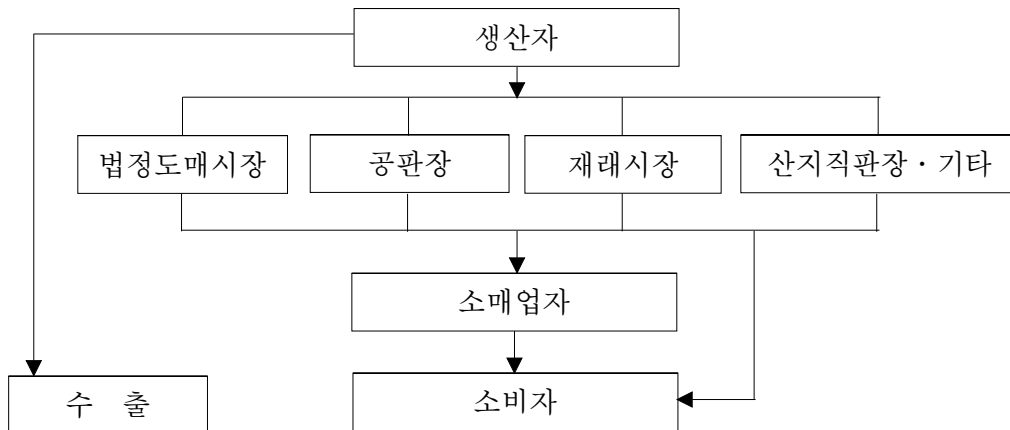 생산자
법정도매시장
공판장
재래시장
산지직판장 · 기타
소매업자
수 출
소비자